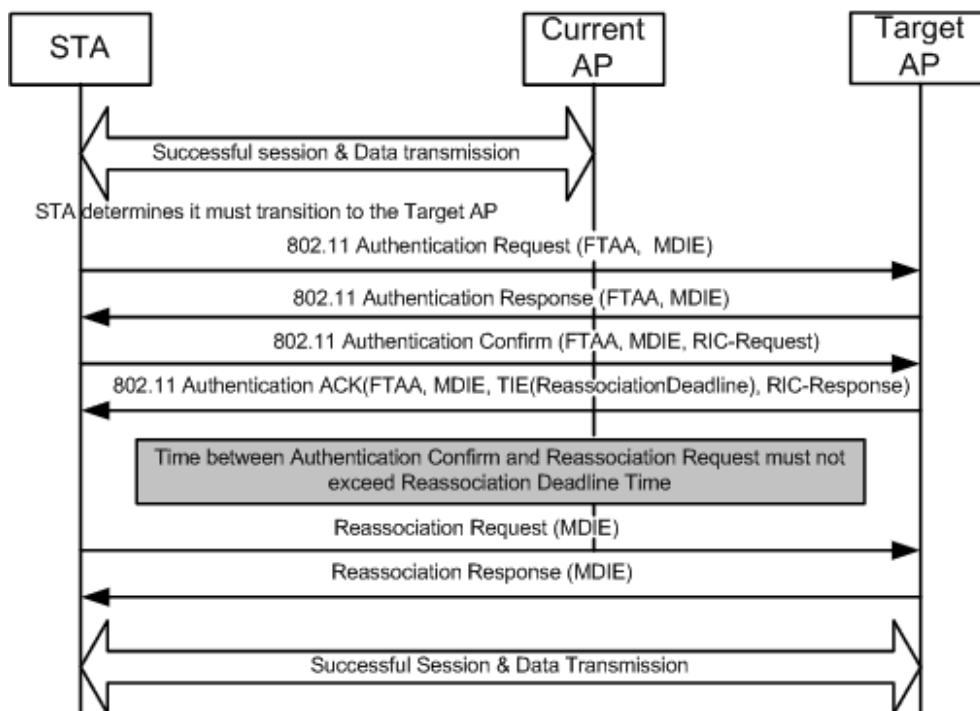 STA
Current
AP
Target
AP
Successful session & Data transmission
STA determines it must transition to the Target AP
802.11 Authentication Request (FTAA, MDIE)
802.11 Authentication Response (FTAA, MDIE)
802.11 Authentication Confirm (FTAA, MDIE, RIC-Request)
802.11 Authentication ACK(FTAA, MDIE, TIE(ReassociationDeadline), RIC-Response)
Time between Authentication Confirm and Reassociation Request must not
exceed Reassociation Deadline Time
Reassociation Request (MDIE)
Reassociation Response (MDIE)
Successful Session & Data Transmission